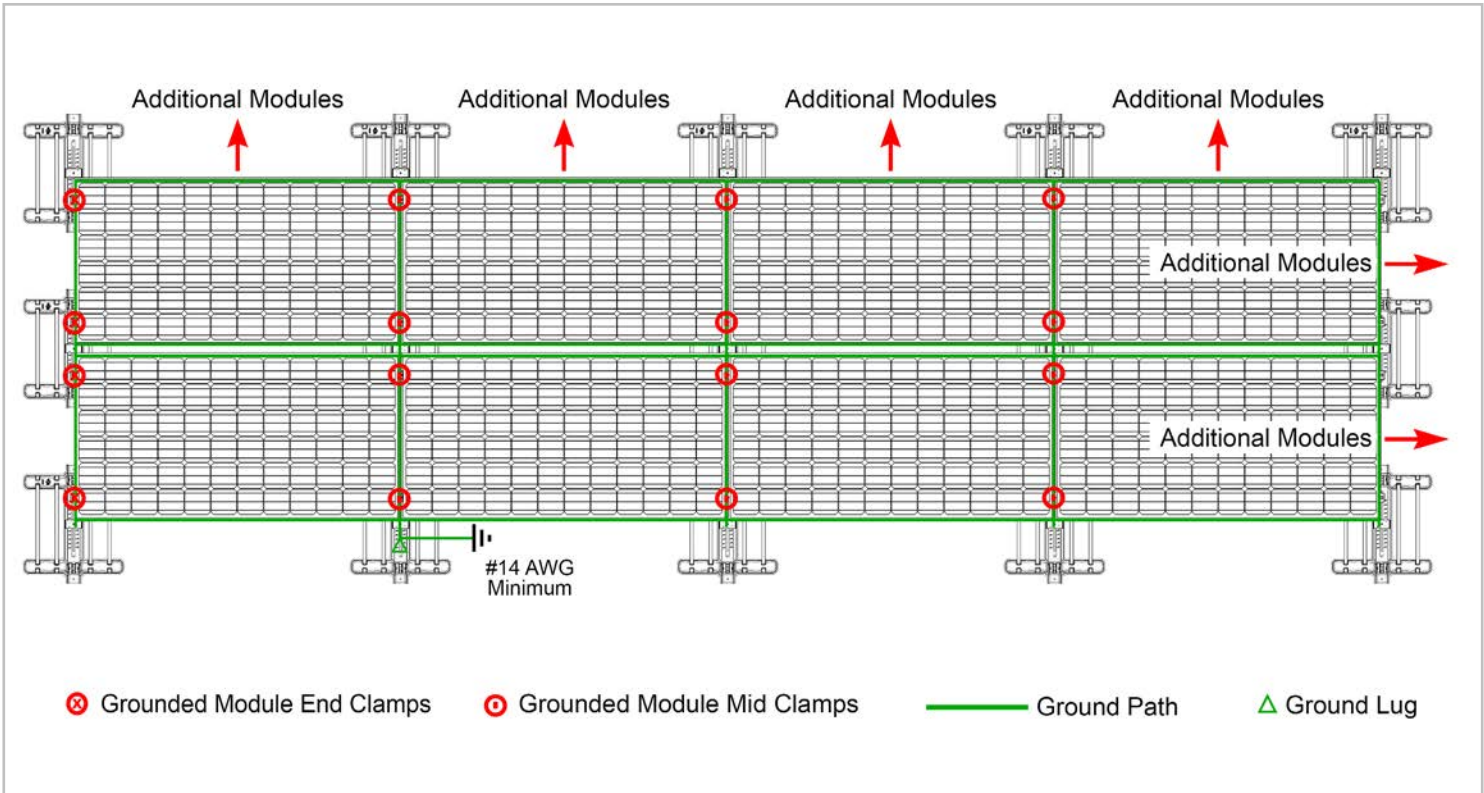 Additional Modules
Additional Modules
Additional Modules
Additional Modules
Additional Modules
Additional Modules
#14 AWG
Minimum
Grounded Module End Clamps
Grounded Module Mid Clamps
Ground Path
Ground Lug